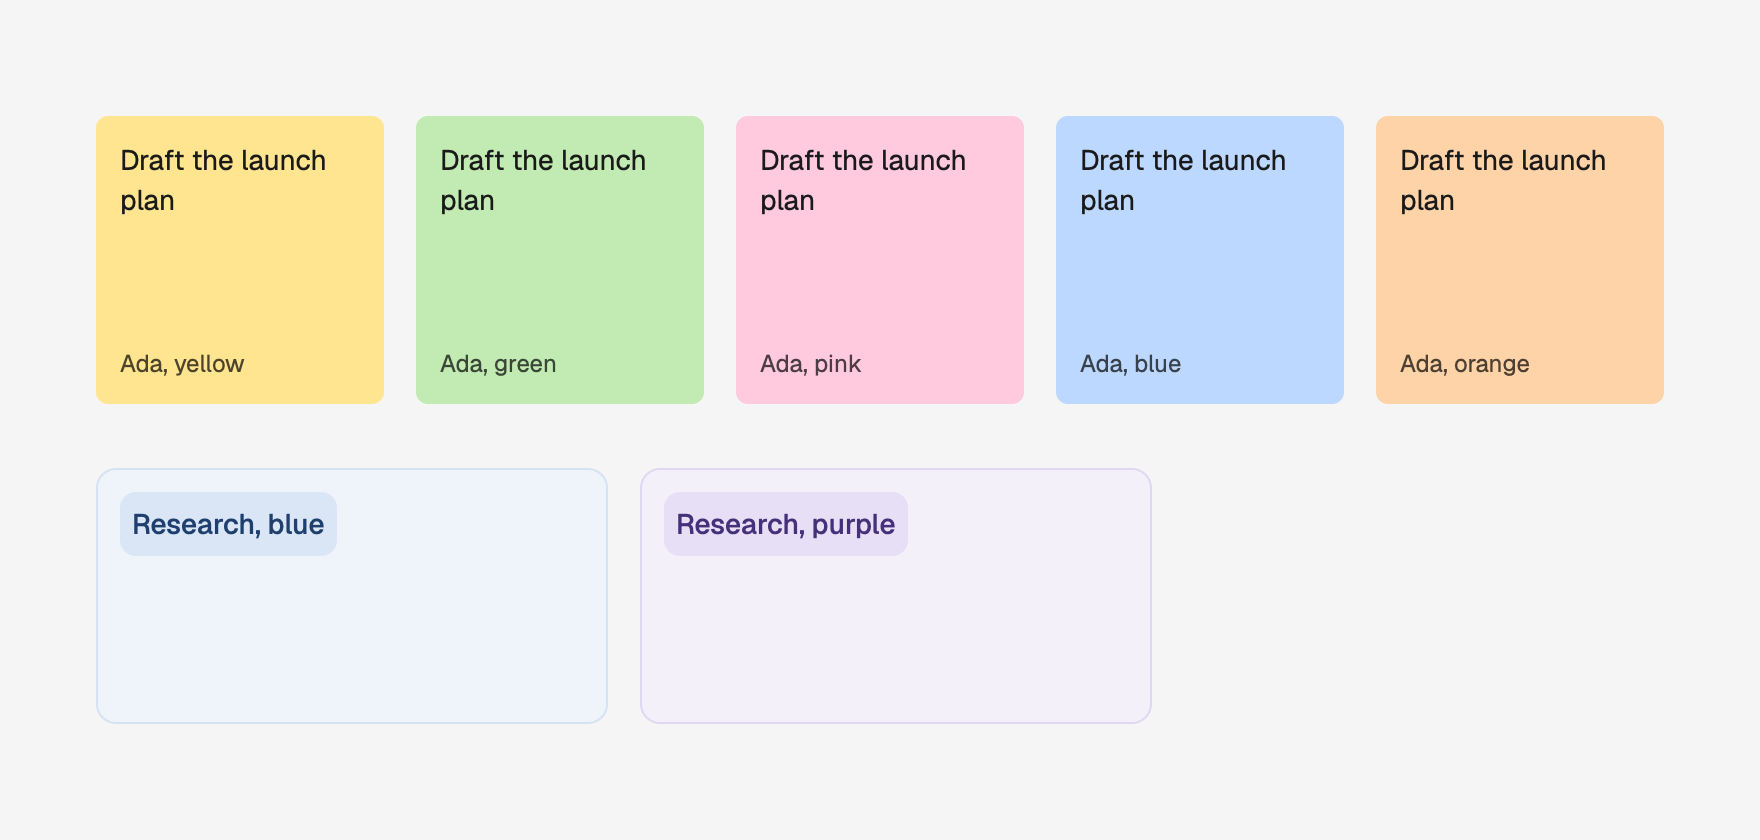 Draft the launch
plan
Ada, yellow
Draft the launch
plan
Ada, green
Draft the launch
plan
Ada, pink
Draft the launch
plan
Ada, blue
Draft the launch
plan
Ada, orange
Research, blue
Research, purple